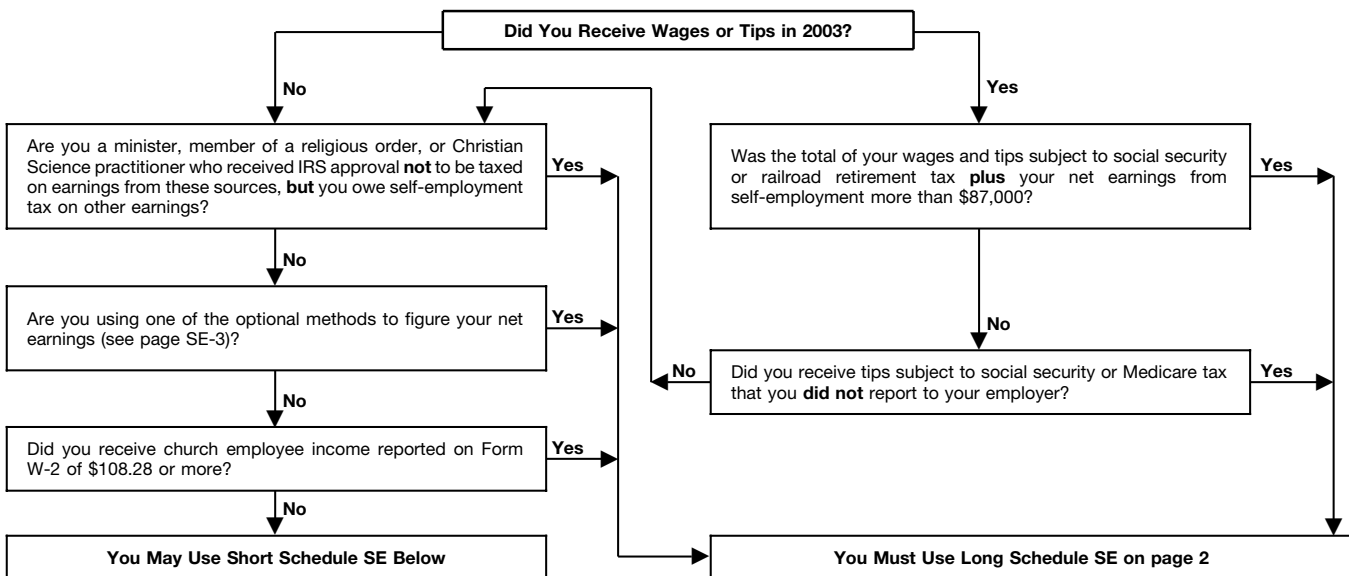 Did You Receive Wages or Tips in 2003?
No
Yes
Are you a minister, member of a religious order, or Christian
Science practitioner who received IRS approval not to be taxed
on earnings from these sources, but you owe self-employment
tax on other earnings?
Yes
Was the total of your wages and tips subject to social security
or railroad retirement tax plus your net earnings from
self-employment more than $87,000?
Yes
No
No
Are you using one of the optional methods to figure your net
earnings (see page SE-3)?
Yes
No
Did you receive tips subject to social security or Medicare tax
that you did not report to your employer?
Yes
No
Did you receive church employee income reported on Form
W-2 of $108.28 or more?
Yes
No
You May Use Short Schedule SE Below
You Must Use Long Schedule SE on page 2